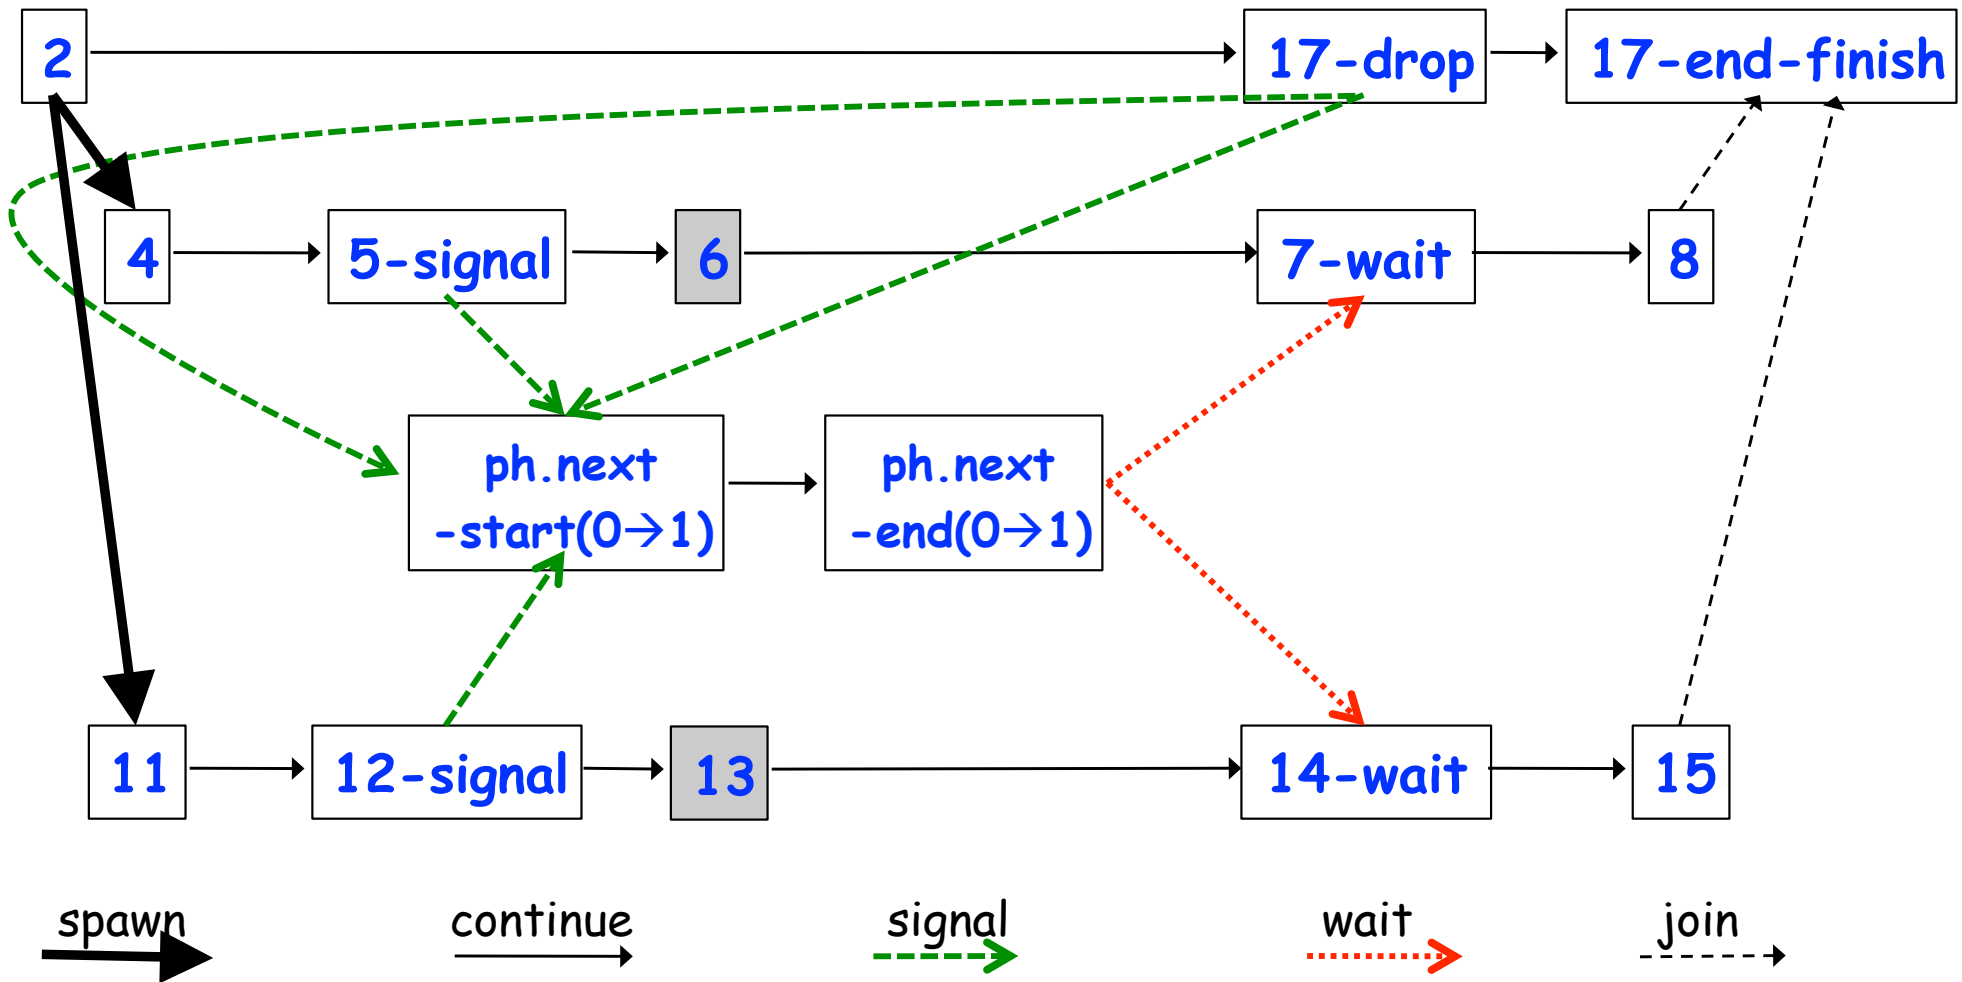 2
17-drop
17-end-finish
4
5-signal
6
7-wait
8
ph.next
-start(0→1)
ph.next
-end(0→1)
11
12-signal
13
14-wait
15
spawn
continue
signal
wait
join